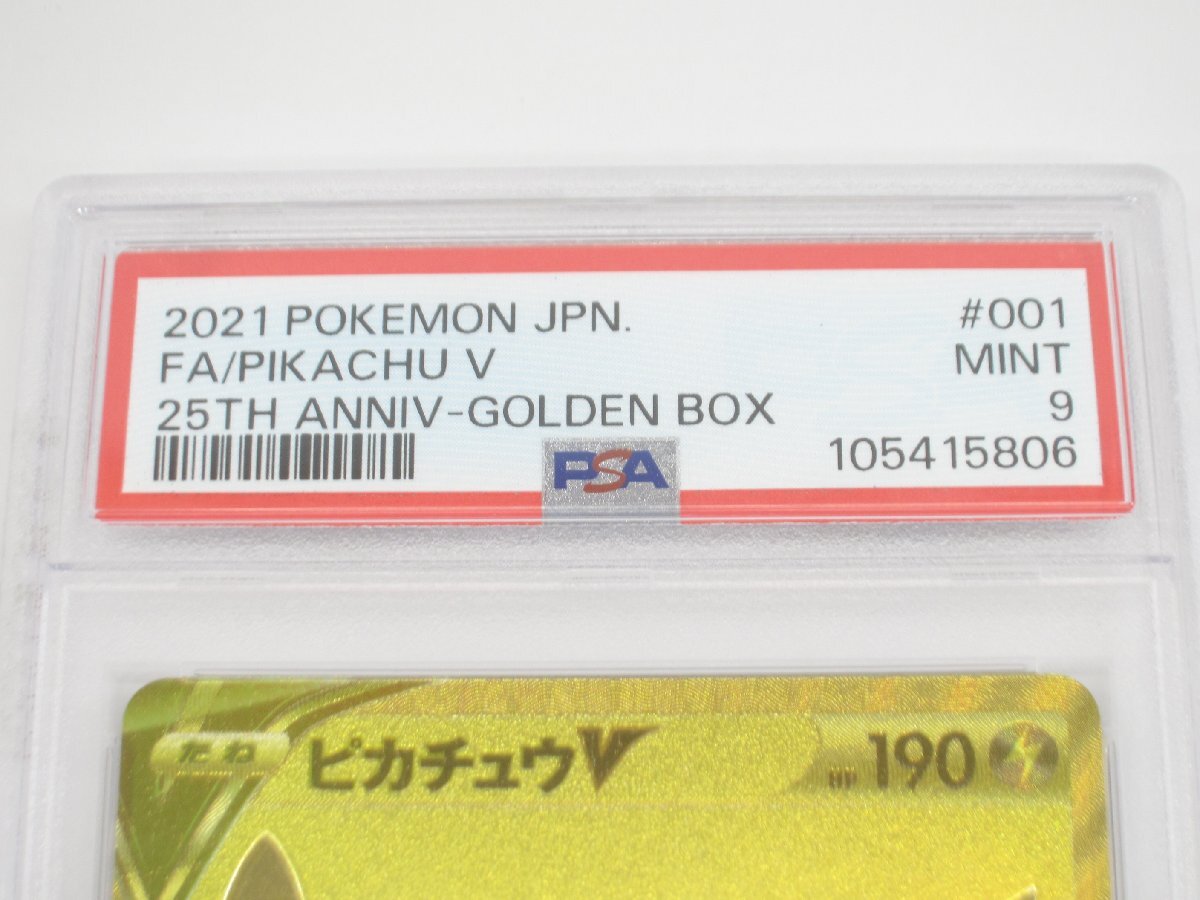 2021 POKEMON JPN. #001
FA/PIKACHU V MINT
25TH ANNIV-GOLDEN BOX 9
PSA 105415806
たね ピカチュウV HP 190